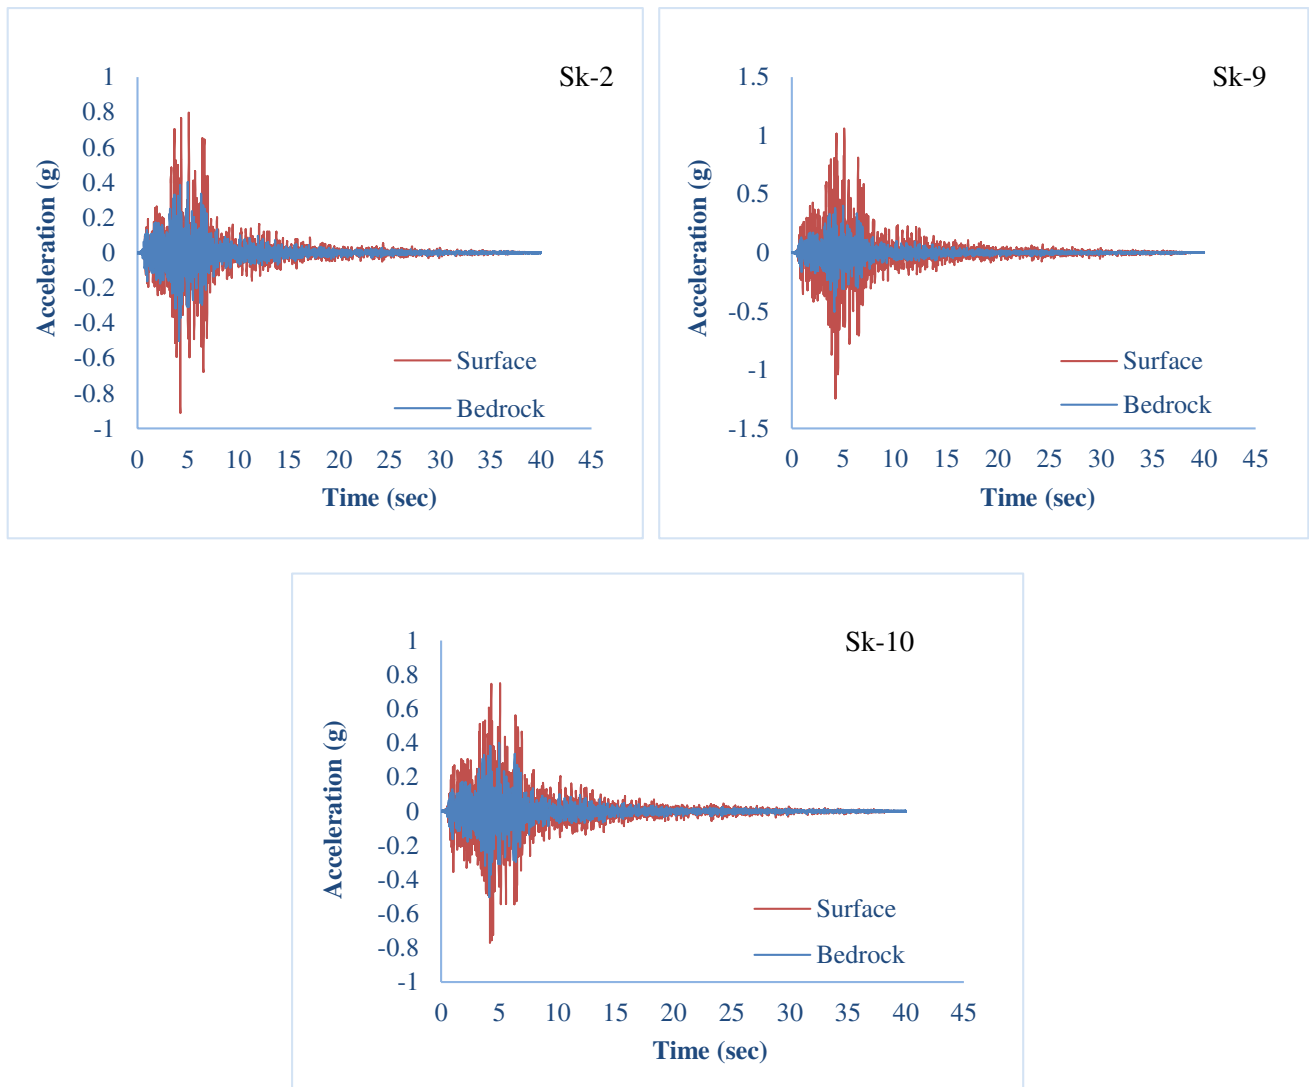 Sk-2
1
0.8
0.6
0.4
0.2
0
-0.2
-0.4
-0.6
-0.8
-1
Acceleration (g)
Surface
Bedrock
0 5 10 15 20 25 30 35 40 45
Time (sec)
Sk-9
1.5
1
0.5
0
-0.5
-1
-1.5
Acceleration (g)
Surface
Bedrock
0 5 10 15 20 25 30 35 40 45
Time (sec)
Sk-10
1
0.8
0.6
0.4
0.2
0
-0.2
-0.4
-0.6
-0.8
-1
Acceleration (g)
Surface
Bedrock
0 5 10 15 20 25 30 35 40 45
Time (sec)